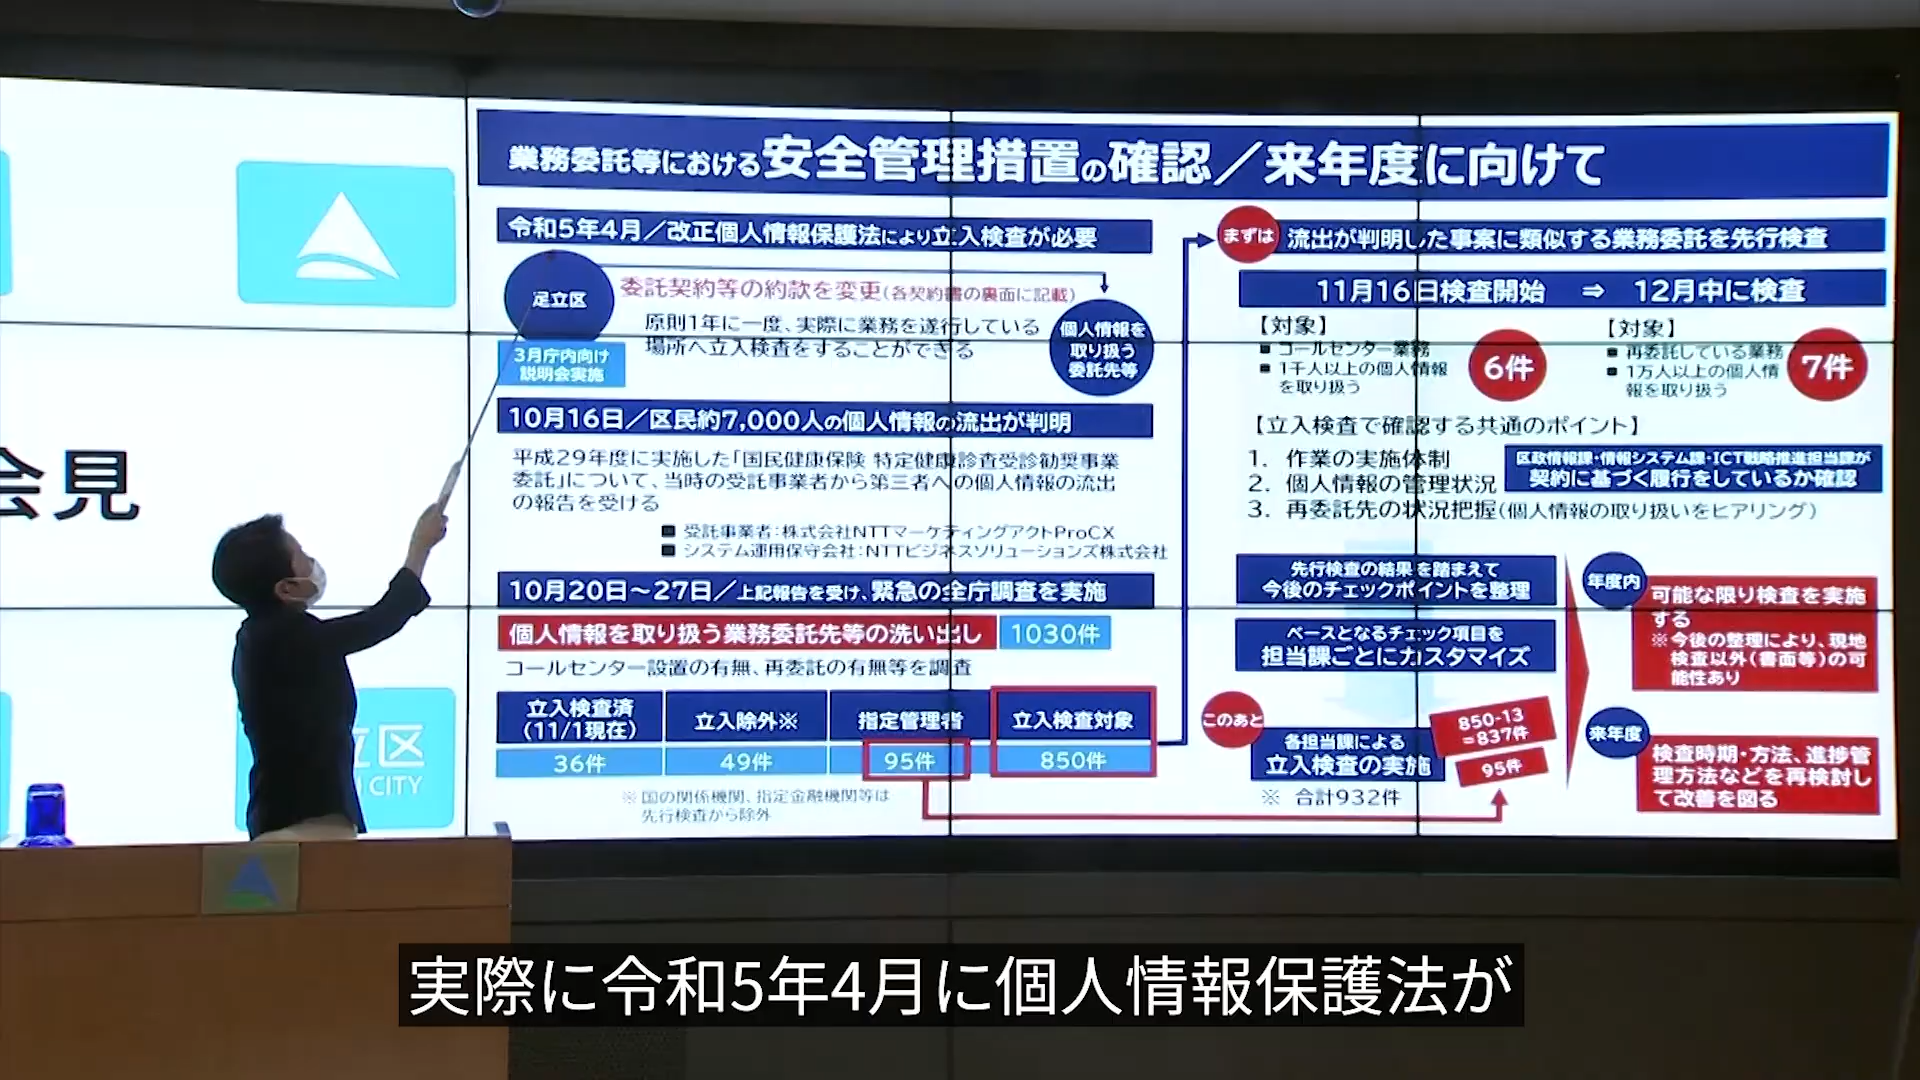 業務委託等における安全管理措置の確認／来年度に向けて
令和5年4月／改正個人情報保護法により立入検査が必要
足立区
委託契約等の約款を変更(各契約書の裏面に記載)
原則1年に一度、実際に業務を遂行している
場所へ立入検査をすることができる
3月庁内向け
説明会実施
個人情報を
取り扱う
委託先等
10月16日／区民約7,000人の個人情報の流出が判明
平成29年度に実施した「国民健康保険 特定健康診査受診勧奨事業
委託」について、当時の受託事業者から第三者への個人情報の流出
の報告を受ける
■ 受託事業者：株式会社NTTマーケティングアクトProCX
■ システム運用保守会社：NTTビジネスソリューションズ株式会社
10月20日～27日／上記報告を受け、緊急の全庁調査を実施
個人情報を取り扱う業務委託先等の洗い出し 1030件
コールセンター設置の有無、再委託の有無等を調査
立入検査済
(11/1現在)
立入除外※
指定管理者
立入検査対象
36件 49件 95件 850件
※ 国の関係機関、指定金融機関等は
先行検査から除外
まずは 流出が判明した事案に類似する業務委託を先行検査
11月16日検査開始 ⇒ 12月中に検査
【対象】
■ コールセンター業務
■ 1千人以上の個人情報
を取り扱う
6件
【対象】
■ 再委託している業務
■ 1万人以上の個人情
報を取り扱う
7件
【立入検査で確認する共通のポイント】
1. 作業の実施体制
2. 個人情報の管理状況
3. 再委託先の状況把握(個人情報の取り扱いをヒアリング)
区政情報課・情報システム課・ICT戦略推進担当課が
契約に基づく履行をしているか確認
先行検査の結果を踏まえて
今後のチェックポイントを整理
ベースとなるチェック項目を
担当課ごとにカスタマイズ
このあと
各担当課による
立入検査の実施
850-13
=837件
95件
※ 合計932件
年度内
可能な限り検査を実施
する
※ 今後の整理により、現地
検査以外(書面等)の可
能性あり
来年度
検査時期・方法、進捗管
理方法などを再検討し
て改善を図る
会見
立区
CITY
実際に令和5年4月に個人情報保護法が